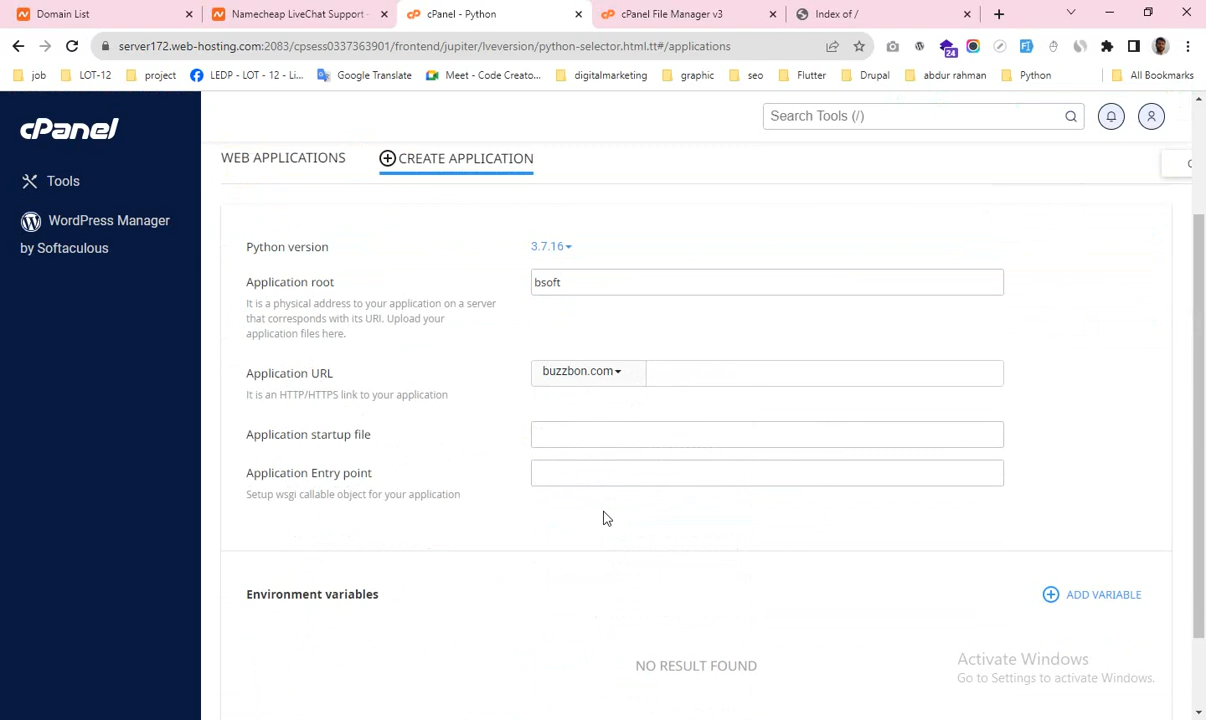 Domain List
Namecheap LiveChat Support -
cPanel - Python
cPanel File Manager v3
Index of /
server172.web-hosting.com:2083/cpsess0337363901/frontend/jupiter/lveversion/python-selector.html.tt#/applications
24
job
LOT-12
project
LEDP - LOT - 12 - Li...
Google Translate
Meet - Code Creato...
digitalmarketing
graphic
seo
Flutter
Drupal
abdur rahman
Python
All Bookmarks
cPanel
Search Tools (/)
WEB APPLICATIONS
CREATE APPLICATION
Tools
WordPress Manager
by Softaculous
Python version
3.7.16
Application root
bsoft
It is a physical address to your application on a server
that corresponds with its URI. Upload your
application files here.
Application URL
buzzbon.com
It is an HTTP/HTTPS link to your application
Application startup file
Application Entry point
Setup wsgi callable object for your application
Environment variables
ADD VARIABLE
NO RESULT FOUND
Activate Windows
Go to Settings to activate Windows.